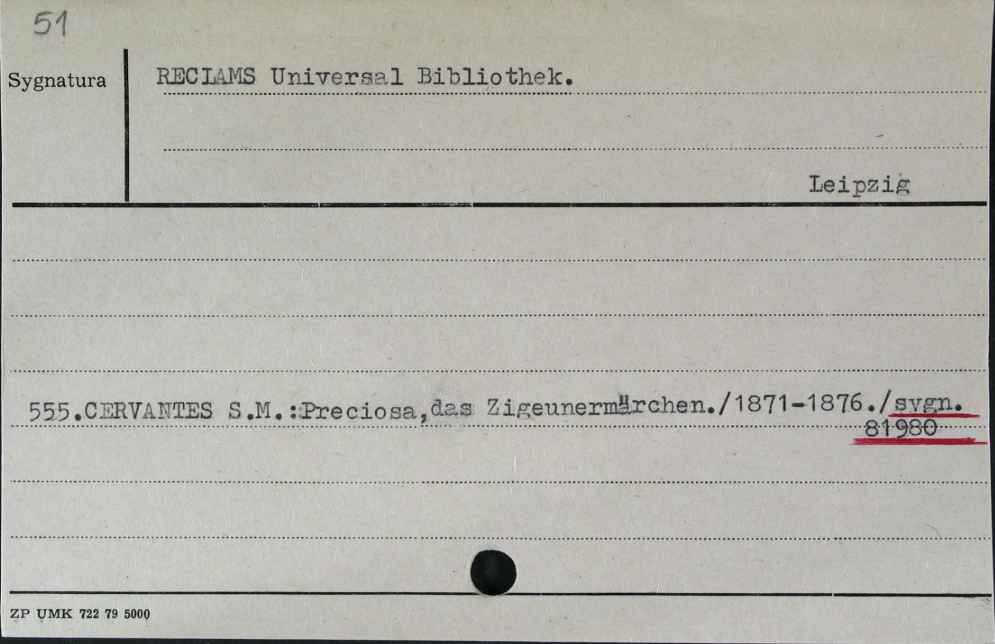 51
Sygnatura
RECLAMS Universal Bibliothek.
Leipzig
555.CERVANTES S.M.:Preciosa,das Zigeunermärchen./1871-1876./sygn.
81980
ZP UMK 722 79 5000